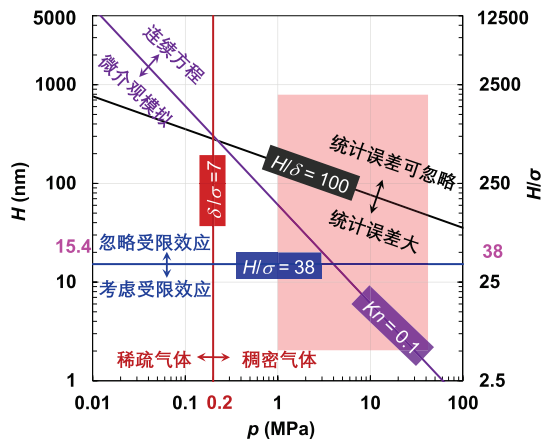 5000
12500
连续方程
微介观模拟
1000
2500
统计误差可忽略
H/δ = 100
δ/σ=7
统计误差大
H (nm)
100
250
H/σ
15.4
忽略受限效应
38
H/σ = 38
考虑受限效应
10
25
Kn = 0.1
稀疏气体
稠密气体
1
2.5
0.01
0.1
0.2
1
10
100
p (MPa)